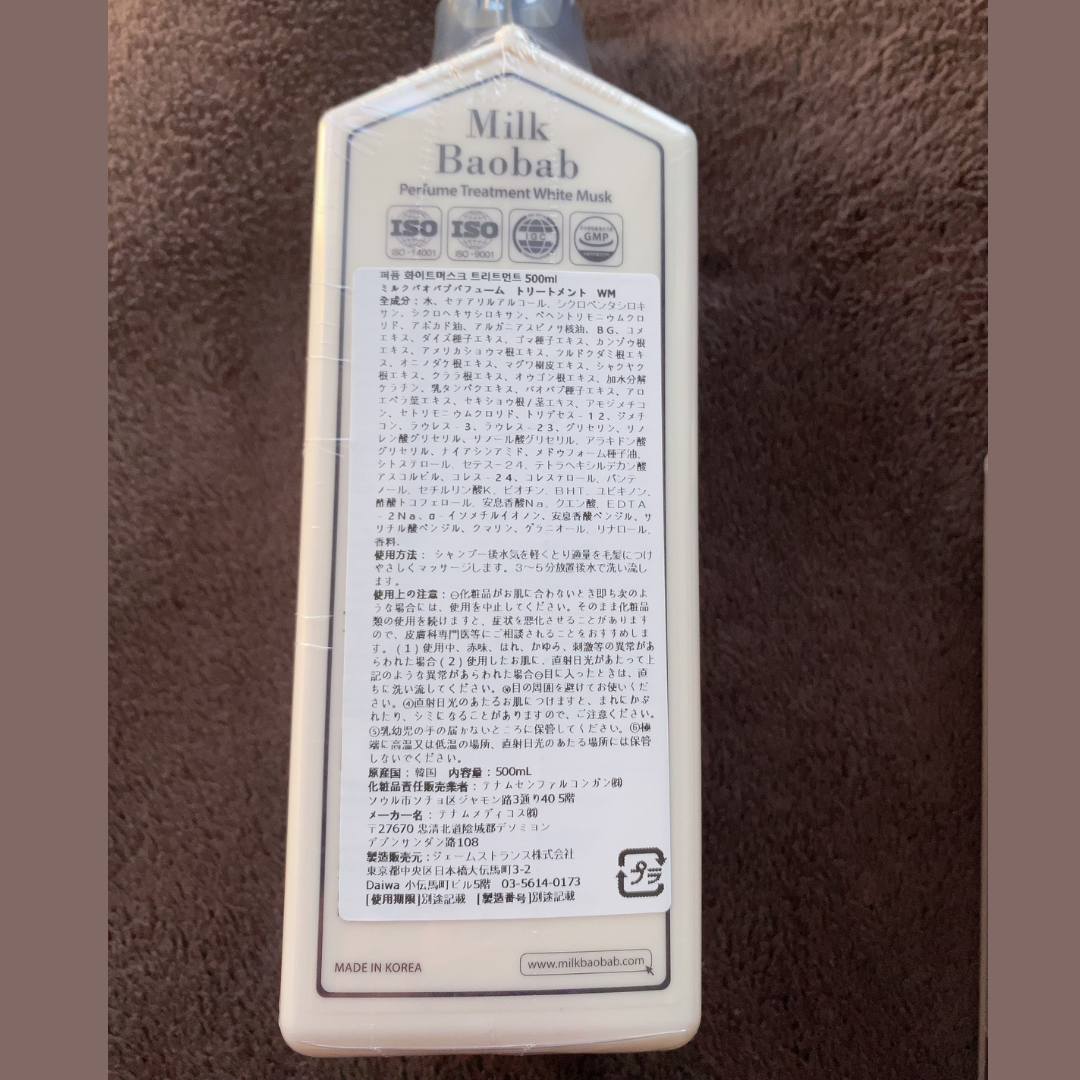 Milk
Baobab
Perfume Treatment White Musk
ISO
ISO-14001
ISO
ISO-9001
IGC
GMP
퍼퓸 화이트머스크 트리트먼트 500ml
ミルクバオバブパフューム トリートメント WM
全成分：水、セテアリルアルコール、シクロペンタシロキ
サン、シクロヘキサシロキサン、ベヘントリモニウムクロ
リド、アボカド油、アルガニアスピノサ核油、BG、コメ
エキス、ダイズ種子エキス、ゴマ種子エキス、カンゾウ根
エキス、アメリカショウマ根エキス、ツルドクダミ根エキ
ス、オニノダケ根エキス、マグワ樹皮エキス、シャクヤク
根エキス、クララ根エキス、オウゴン根エキス、加水分解
ケラチン、乳タンパクエキス、バオバブ種子エキス、アロ
エベラ葉エキス、セキショウ根/茎エキス、アモジメチコ
ン、セトリモニウムクロリド、トリデセス-12、ジメチ
コン、ラウレス-3、ラウレス-23、グリセリン、リノ
レン酸グリセリル、リノール酸グリセリル、アラキドン酸
グリセリル、ナイアシンアミド、メドウフォーム種子油、
シトステロール、セテス-24、テトラヘキシルデカン酸
アスコルビル、コレス-24、コレステロール、パンテ
ノール、セチルリン酸K、ビオチン、BHT、ユビキノン、
酢酸トコフェロール、安息香酸Na、クエン酸、EDTA
-2Na、α-イソメチルイオノン、安息香酸ベンジル、サ
リチル酸ベンジル、クマリン、ゲラニオール、リナロール、
香料.
使用方法： シャンプー後水気を軽くとり適量を毛髪につけ
やさしくマッサージします。3～5分放置後水で洗い流し
ます。
使用上の注意：⊖化粧品がお肌に合わないとき即ち次のよ
うな場合には、使用を中止してください。そのまま化粧品
類の使用を続けますと、症状を悪化させることがあります
ので、皮膚科専門医等にご相談されることをおすすめしま
す。(1)使用中、赤味、はれ、かゆみ、刺激等の異常があ
らわれた場合(2)使用したお肌に、直射日光があたって上
記のような異常があらわれた場合⊖目に入ったときは、直
ちに洗い流してください。目の周囲を避けてお使いくだ
さい。④直射日光のあたるお肌につけますと、まれにかぶ
れたり、シミになることがありますので、ご注意ください。
⑤乳幼児の手の届かないところに保管してください。⑥極
端に高温又は低温の場所、直射日光のあたる場所には保管
しないでください。
原産国：韓国 内容量：500mL
化粧品責任販売業者：テナムセンファルコンガン㈱
ソウル市ソチョ区ジャモン路3通り40 5階
メーカー名：テナムメディコス㈱
〒27670 忠清北道陰城郡デソミョン
デプンサンダン路108
製造販売元：ジェームストランス株式会社
東京都中央区日本橋大伝馬町3-2
Daiwa 小伝馬町ビル5階 03-5614-0173
[使用期限]別途記載 [製造番号]別途記載
プラ
MADE IN KOREA
www.milkbaobab.com